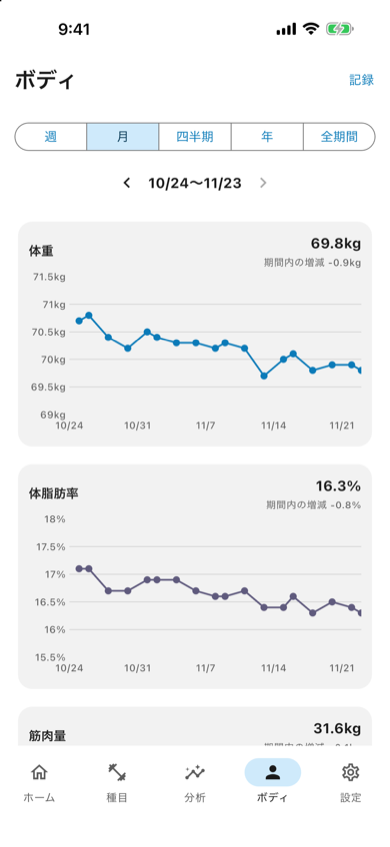 9:41
ボディ
記録
週
月
四半期
年
全期間
10/24〜11/23
体重
69.8kg
期間内の増減 -0.9kg
71.5kg
71kg
70.5kg
70kg
69.5kg
69kg
10/24
10/31
11/7
11/14
11/21
体脂肪率
16.3%
期間内の増減 -0.8%
18%
17.5%
17%
16.5%
16%
15.5%
10/24
10/31
11/7
11/14
11/21
筋肉量
31.6kg
ホーム
種目
分析
ボディ
設定